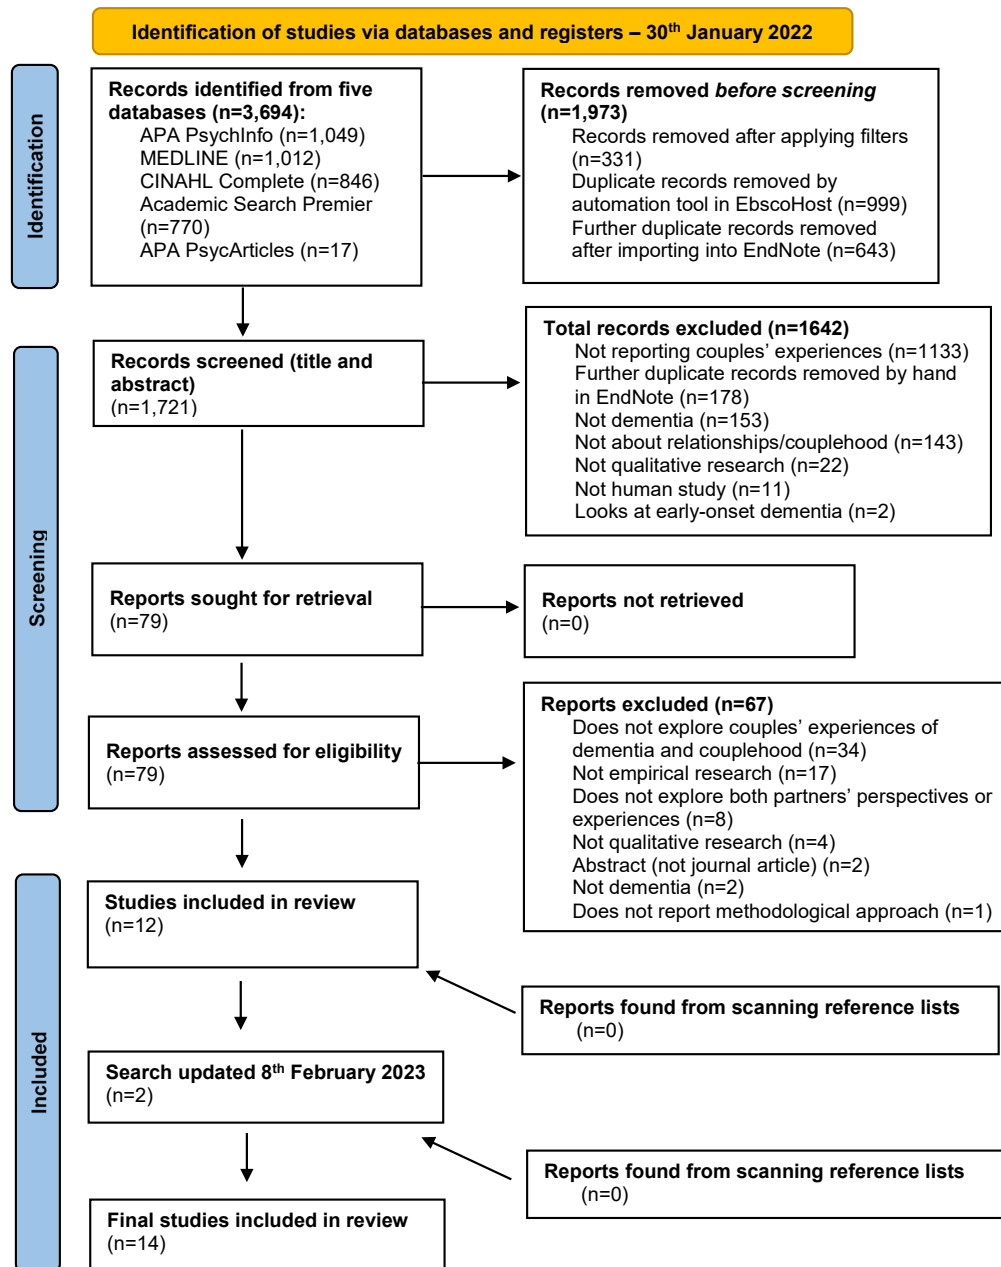 Identification of studies via databases and registers – 30th January 2022
Identification
Records identified from five
databases (n=3,694):
APA PsychInfo (n=1,049)
MEDLINE (n=1,012)
CINAHL Complete (n=846)
Academic Search Premier
(n=770)
APA PsycArticles (n=17)
Records removed before screening
(n=1,973)
Records removed after applying filters
(n=331)
Duplicate records removed by
automation tool in EbscoHost (n=999)
Further duplicate records removed
after importing into EndNote (n=643)
Screening
Records screened (title and
abstract)
(n=1,721)
Total records excluded (n=1642)
Not reporting couples’ experiences (n=1133)
Further duplicate records removed by hand
in EndNote (n=178)
Not dementia (n=153)
Not about relationships/couplehood (n=143)
Not qualitative research (n=22)
Not human study (n=11)
Looks at early-onset dementia (n=2)
Reports sought for retrieval
(n=79)
Reports not retrieved
(n=0)
Reports assessed for eligibility
(n=79)
Reports excluded (n=67)
Does not explore couples’ experiences of
dementia and couplehood (n=34)
Not empirical research (n=17)
Does not explore both partners’ perspectives or
experiences (n=8)
Not qualitative research (n=4)
Abstract (not journal article) (n=2)
Not dementia (n=2)
Does not report methodological approach (n=1)
Included
Studies included in review
(n=12)
Reports found from scanning reference lists
(n=0)
Search updated 8th February 2023
(n=2)
Reports found from scanning reference lists
(n=0)
Final studies included in review
(n=14)